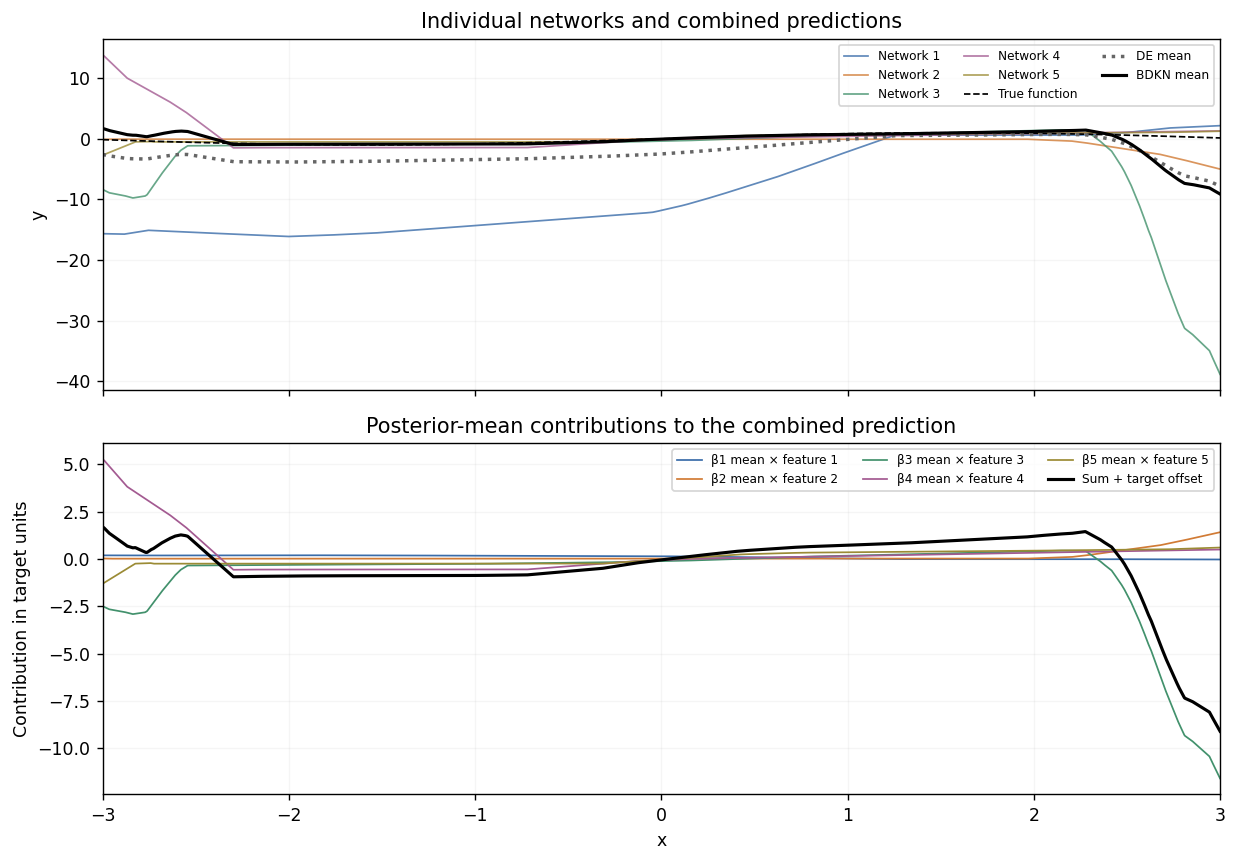 Individual networks and combined predictions
Network 1
Network 2
Network 3
Network 4
Network 5
True function
DE mean
BDKN mean
10
0
−10
−20
−30
−40
y
Posterior-mean contributions to the combined prediction
β1 mean × feature 1
β2 mean × feature 2
β3 mean × feature 3
β4 mean × feature 4
β5 mean × feature 5
Sum + target offset
5.0
2.5
0.0
−2.5
−5.0
−7.5
−10.0
Contribution in target units
−3
−2
−1
0
1
2
3
x